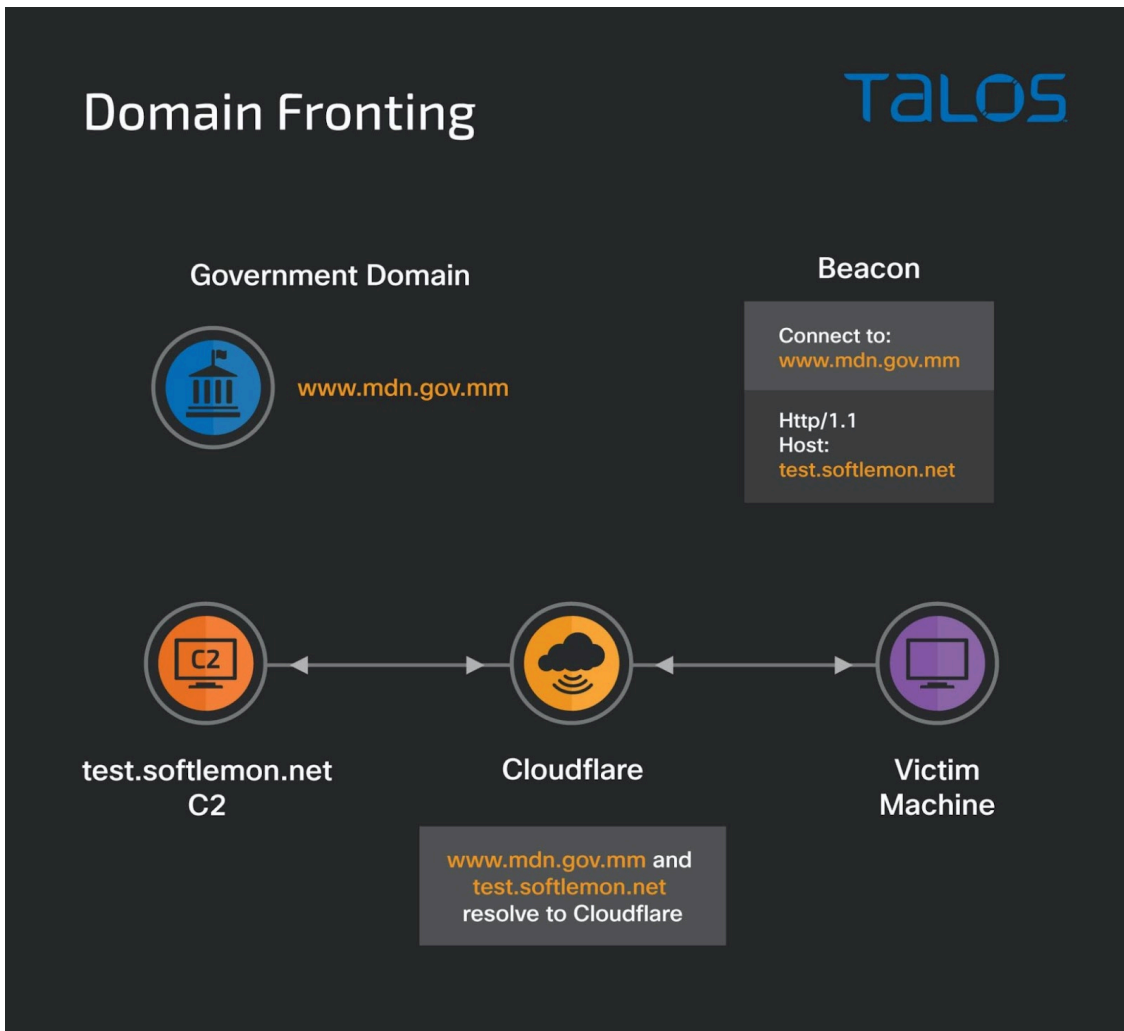 Domain Fronting
TALOS
Government Domain
www.mdn.gov.mm
Beacon
Connect to:
www.mdn.gov.mm
Http/1.1
Host:
test.softlemon.net
C2
test.softlemon.net
C2
Cloudflare
Victim
Machine
www.mdn.gov.mm and
test.softlemon.net
resolve to Cloudflare